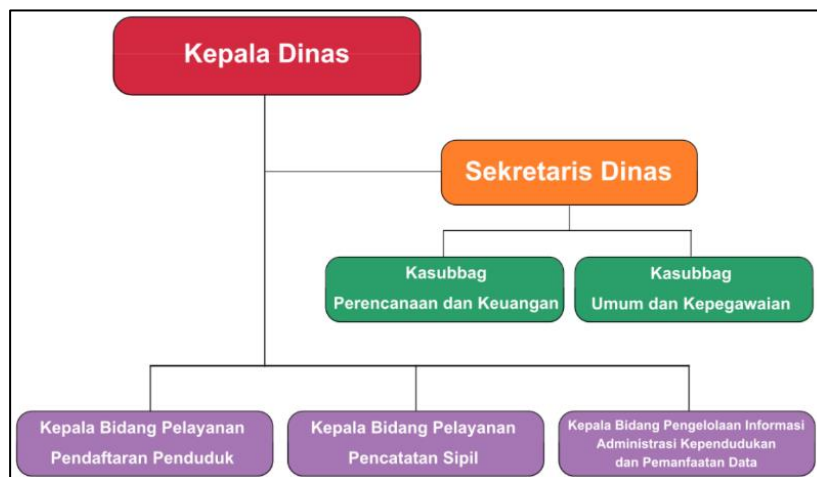 Kepala Dinas
Sekretaris Dinas
Kasubbag
Perencanaan dan Keuangan
Kasubbag
Umum dan Kepegawaian
Kepala Bidang Pelayanan
Pendaftaran Penduduk
Kepala Bidang Pelayanan
Pencatatan Sipil
Kepala Bidang Pengelolaan Informasi
Administrasi Kependudukan
dan Pemanfaatan Data